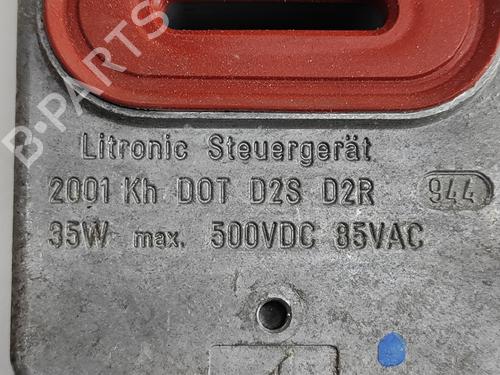 B-PARTS
Litronic Steuergerät
2001 Kh DOT D2S D2R 944
35W max. 500VDC 85VAC